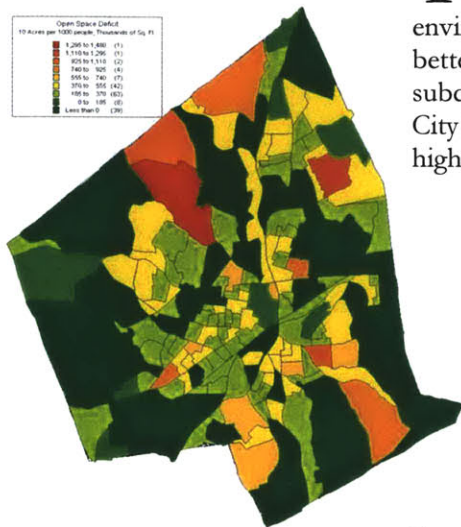 Open Space Deficit
10 Acres per 1000 people, Thousands of Sq. Ft.
1,295 to 1,480 (1)
1,110 to 1,295 (1)
925 to 1,110 (2)
740 to 925 (4)
555 to 740 (7)
370 to 555 (42)
185 to 370 (63)
0 to 185 (8)
Less than 0 (39)
envi
bette
subd
City
high